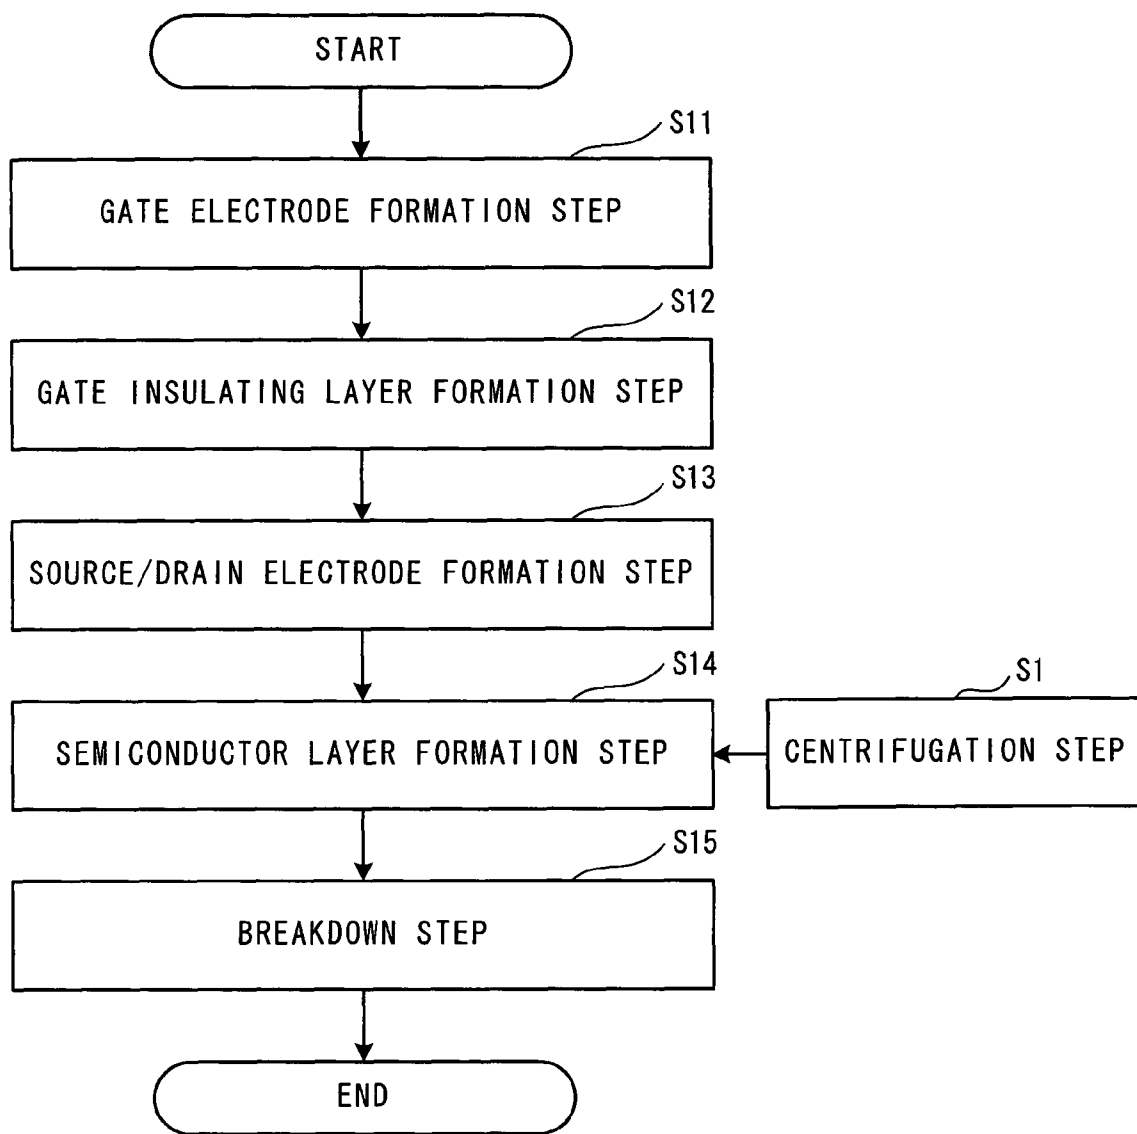 START
S11
GATE ELECTRODE FORMATION STEP
S12
GATE INSULATING LAYER FORMATION STEP
S13
SOURCE/DRAIN ELECTRODE FORMATION STEP
S14
SEMICONDUCTOR LAYER FORMATION STEP
S1
CENTRIFUGATION STEP
S15
BREAKDOWN STEP
END